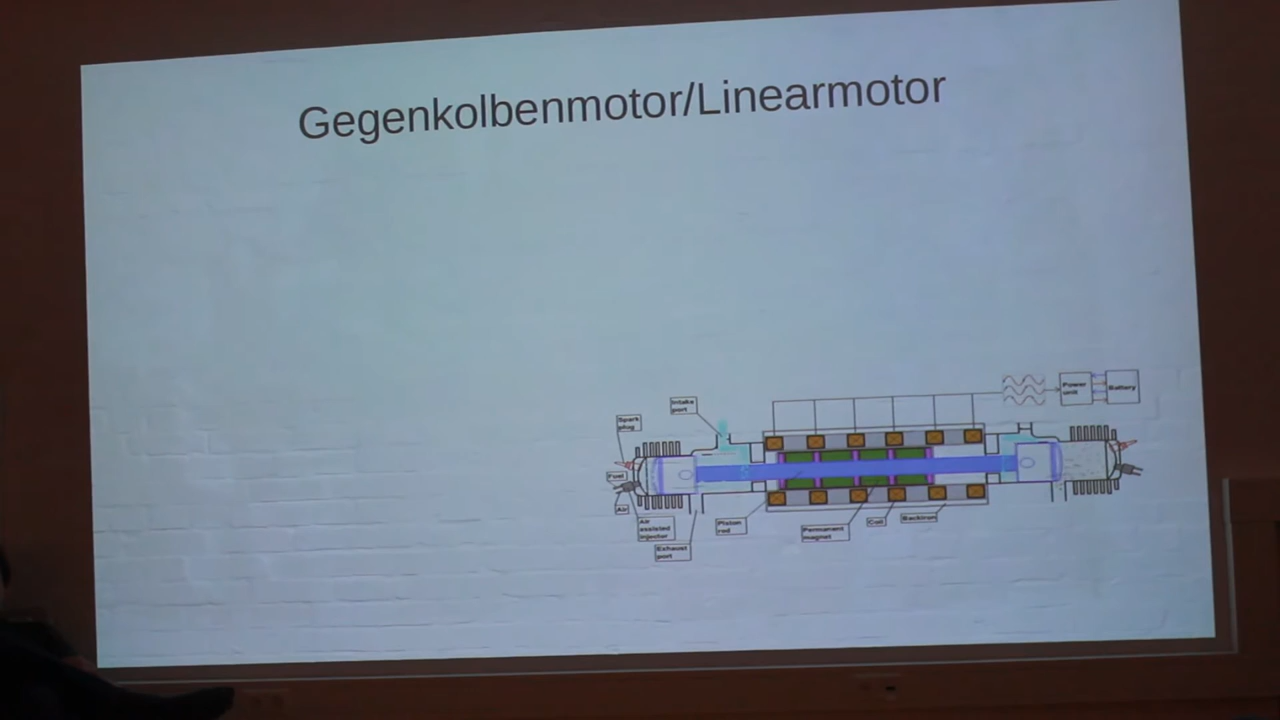 Gegenkolbenmotor/Linearmotor
Power
unit
Battery
Intake
port
Spark
plug
Fuel
Air
Air
assisted
injector
Exhaust
port
Piston
rod
Permanent
magnet
Coil
Backiron